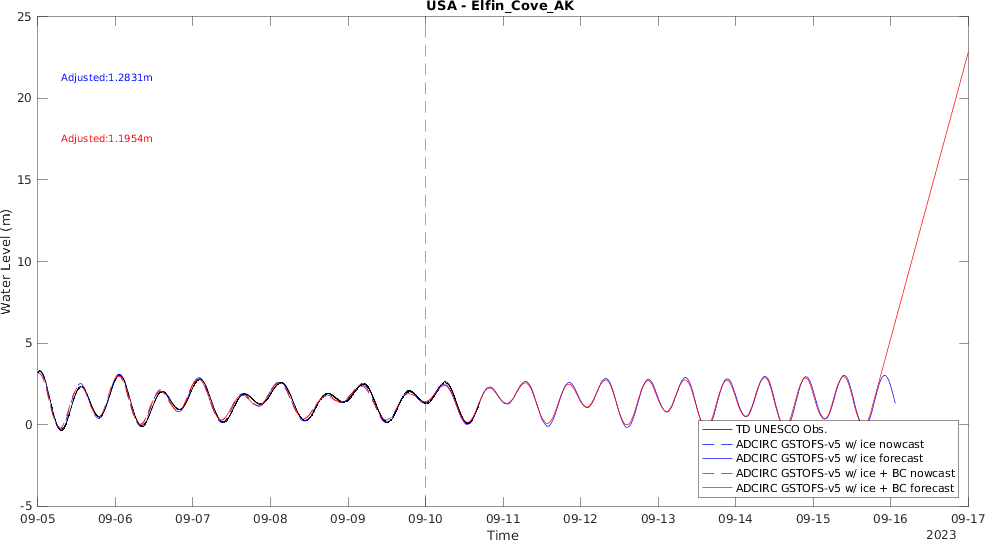 USA - Elfin_Cove_AK
25
20
15
10
5
0
-5
Water Level (m)
Adjusted:1.2831m
Adjusted:1.1954m
TD UNESCO Obs.
ADCIRC GSTOFS-v5 w/ ice nowcast
ADCIRC GSTOFS-v5 w/ ice forecast
ADCIRC GSTOFS-v5 w/ ice + BC nowcast
ADCIRC GSTOFS-v5 w/ ice + BC forecast
09-05 09-06 09-07 09-08 09-09 09-10 09-11 09-12 09-13 09-14 09-15 09-16 09-17
Time
2023